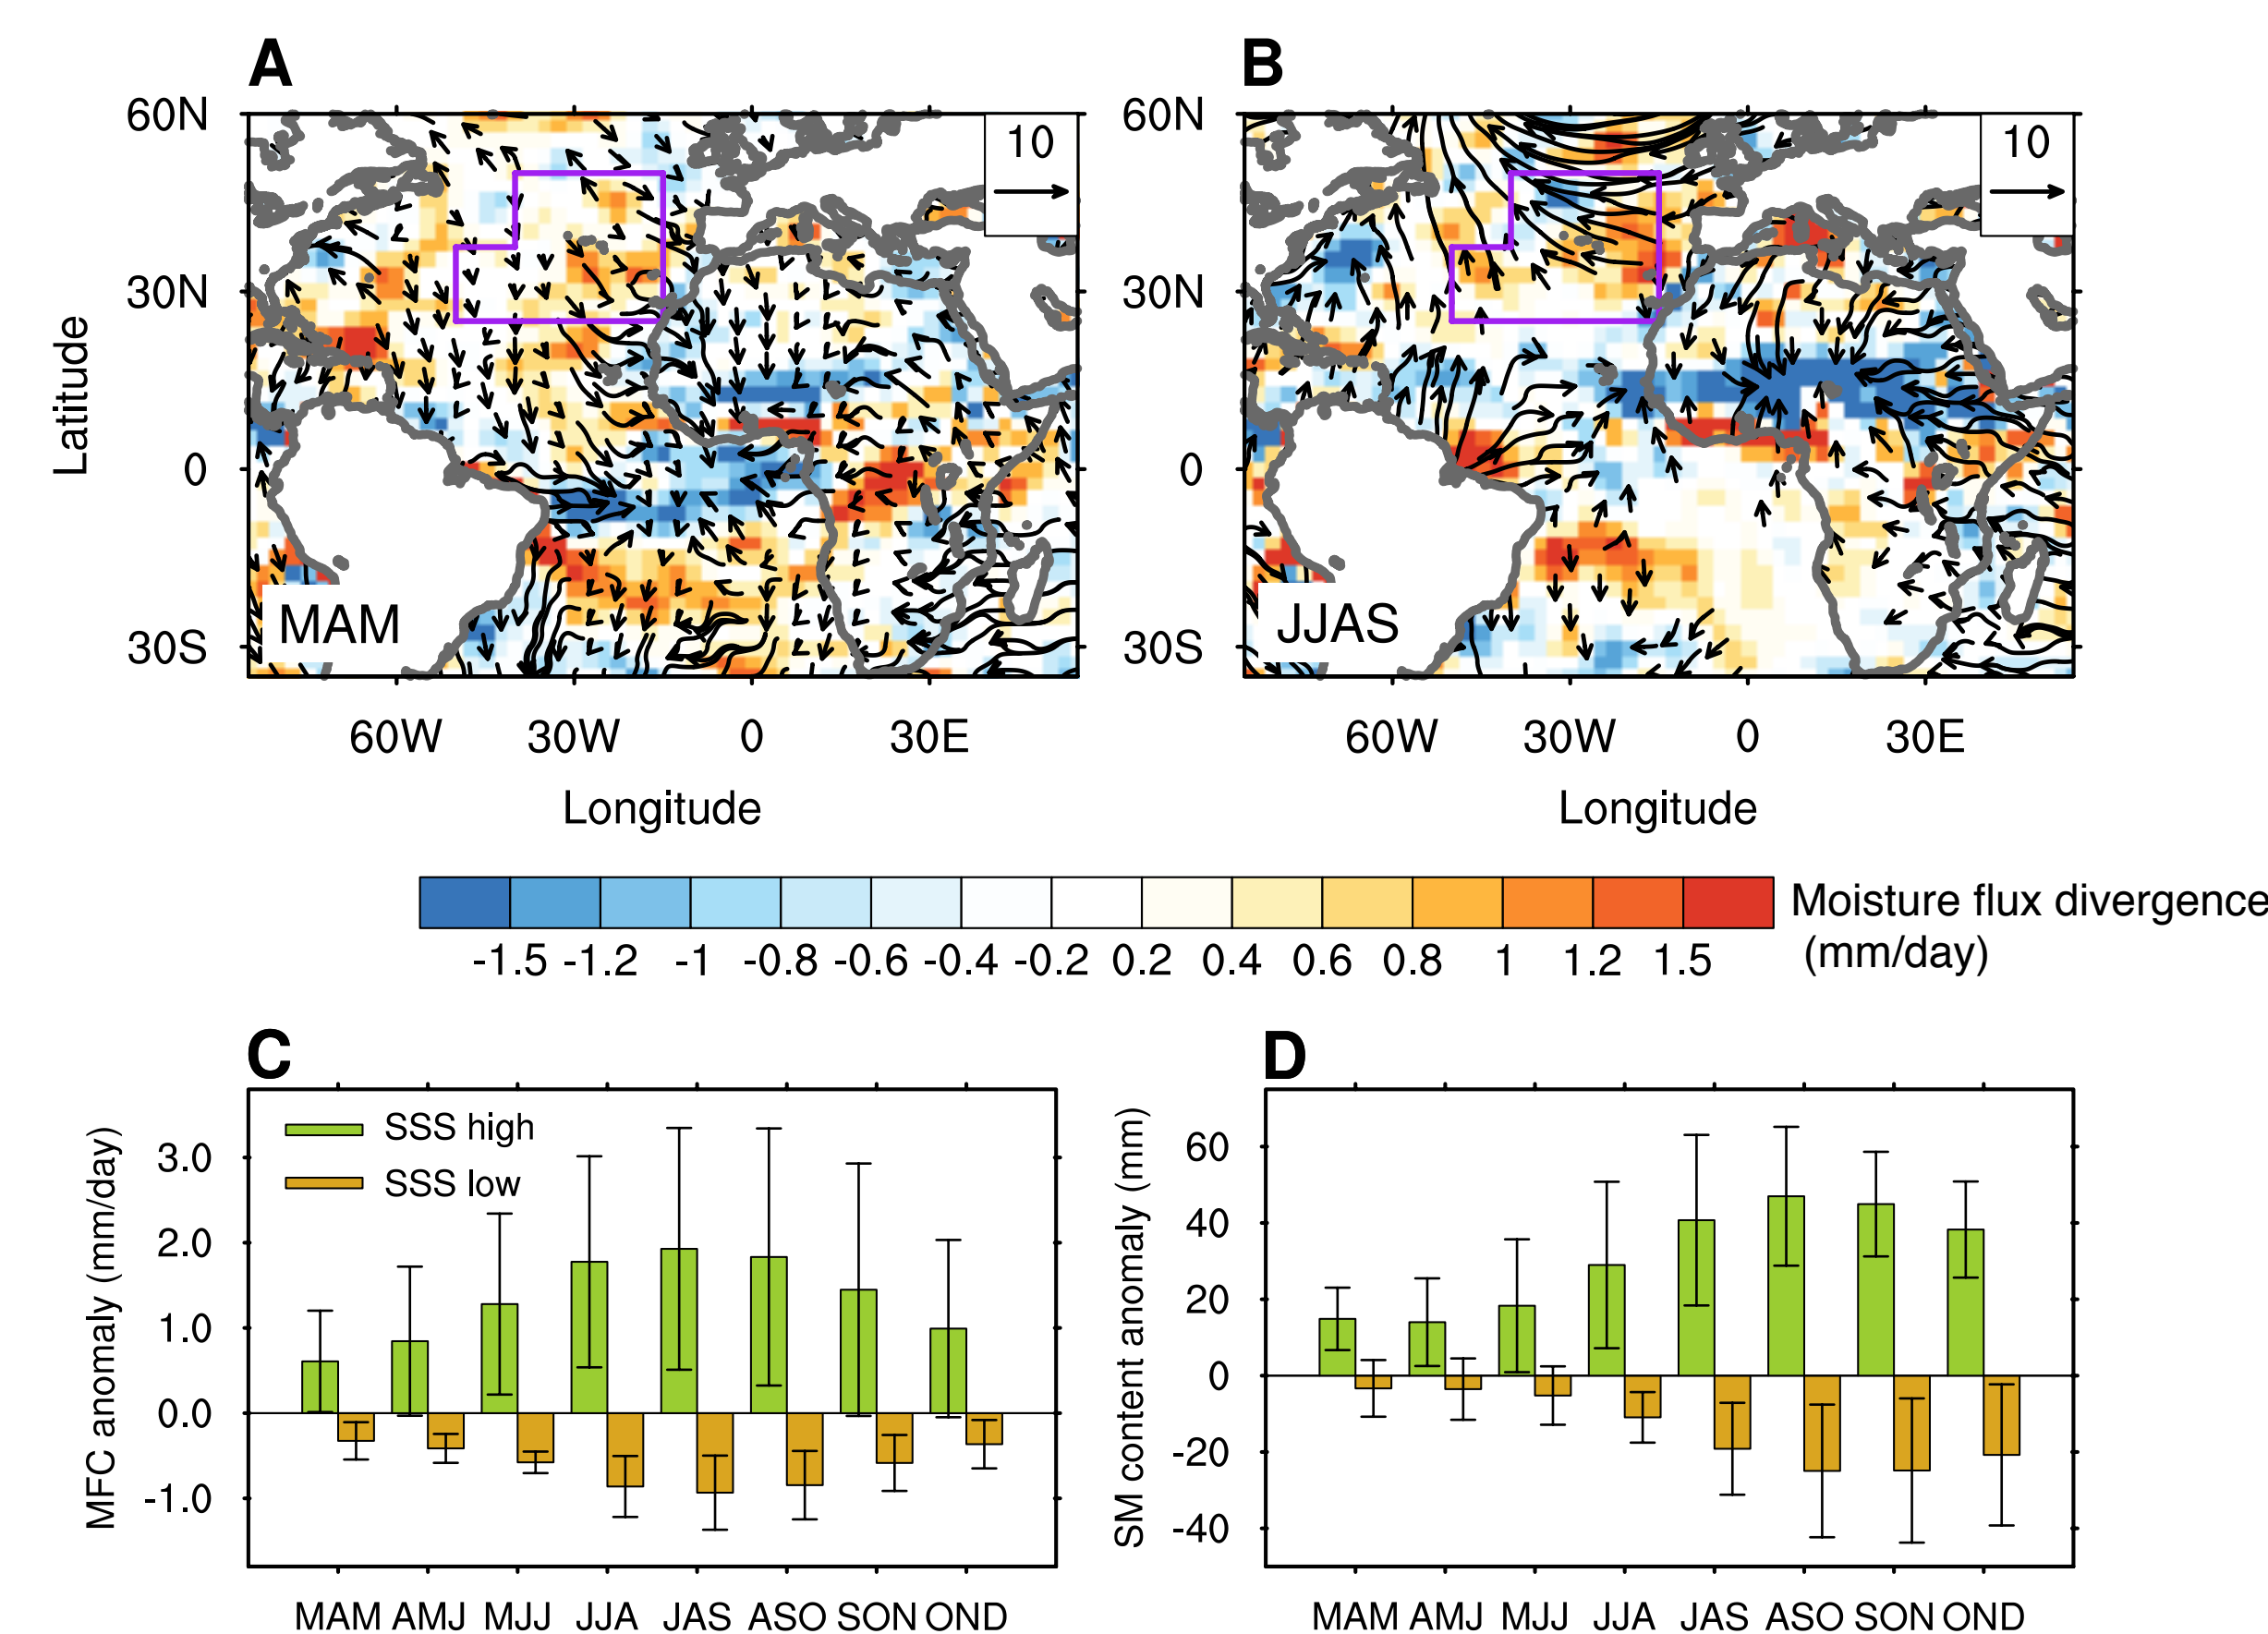 A
B
60N
30N
0
30S
Latitude
10
MAM
60W 30W 0 30E
Longitude
60N
30N
0
30S
10
JJAS
60W 30W 0 30E
Longitude
-1.5 -1.2 -1 -0.8 -0.6 -0.4 -0.2 0.2 0.4 0.6 0.8 1 1.2 1.5
Moisture flux divergence
(mm/day)
C
SSS high
SSS low
MFC anomaly (mm/day)
3.0
2.0
1.0
0.0
-1.0
MAM AMJ MJJ JJA JAS ASO SON OND
D
SM content anomaly (mm)
60
40
20
0
-20
-40
MAM AMJ MJJ JJA JAS ASO SON OND